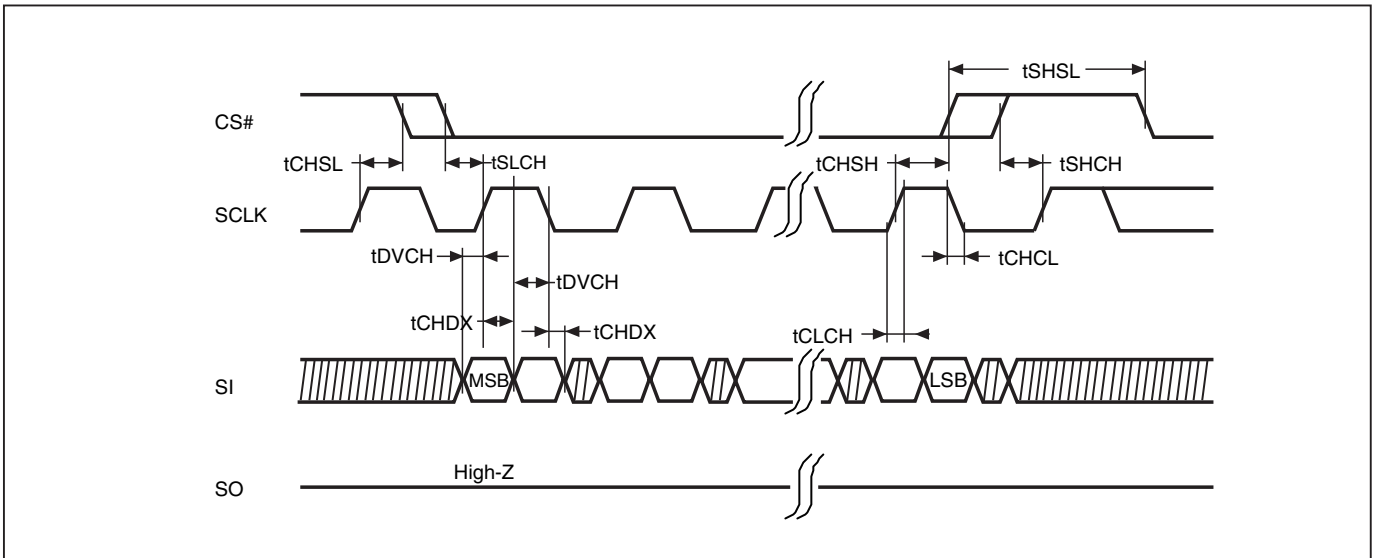 tSHSL
CS#
tCHSL
tSLCH
tCHSH
tSHCH
SCLK
tDVCH
tCHCL
tDVCH
tCHDX
tCHDX
tCLCH
SI
MSB
LSB
High-Z
SO